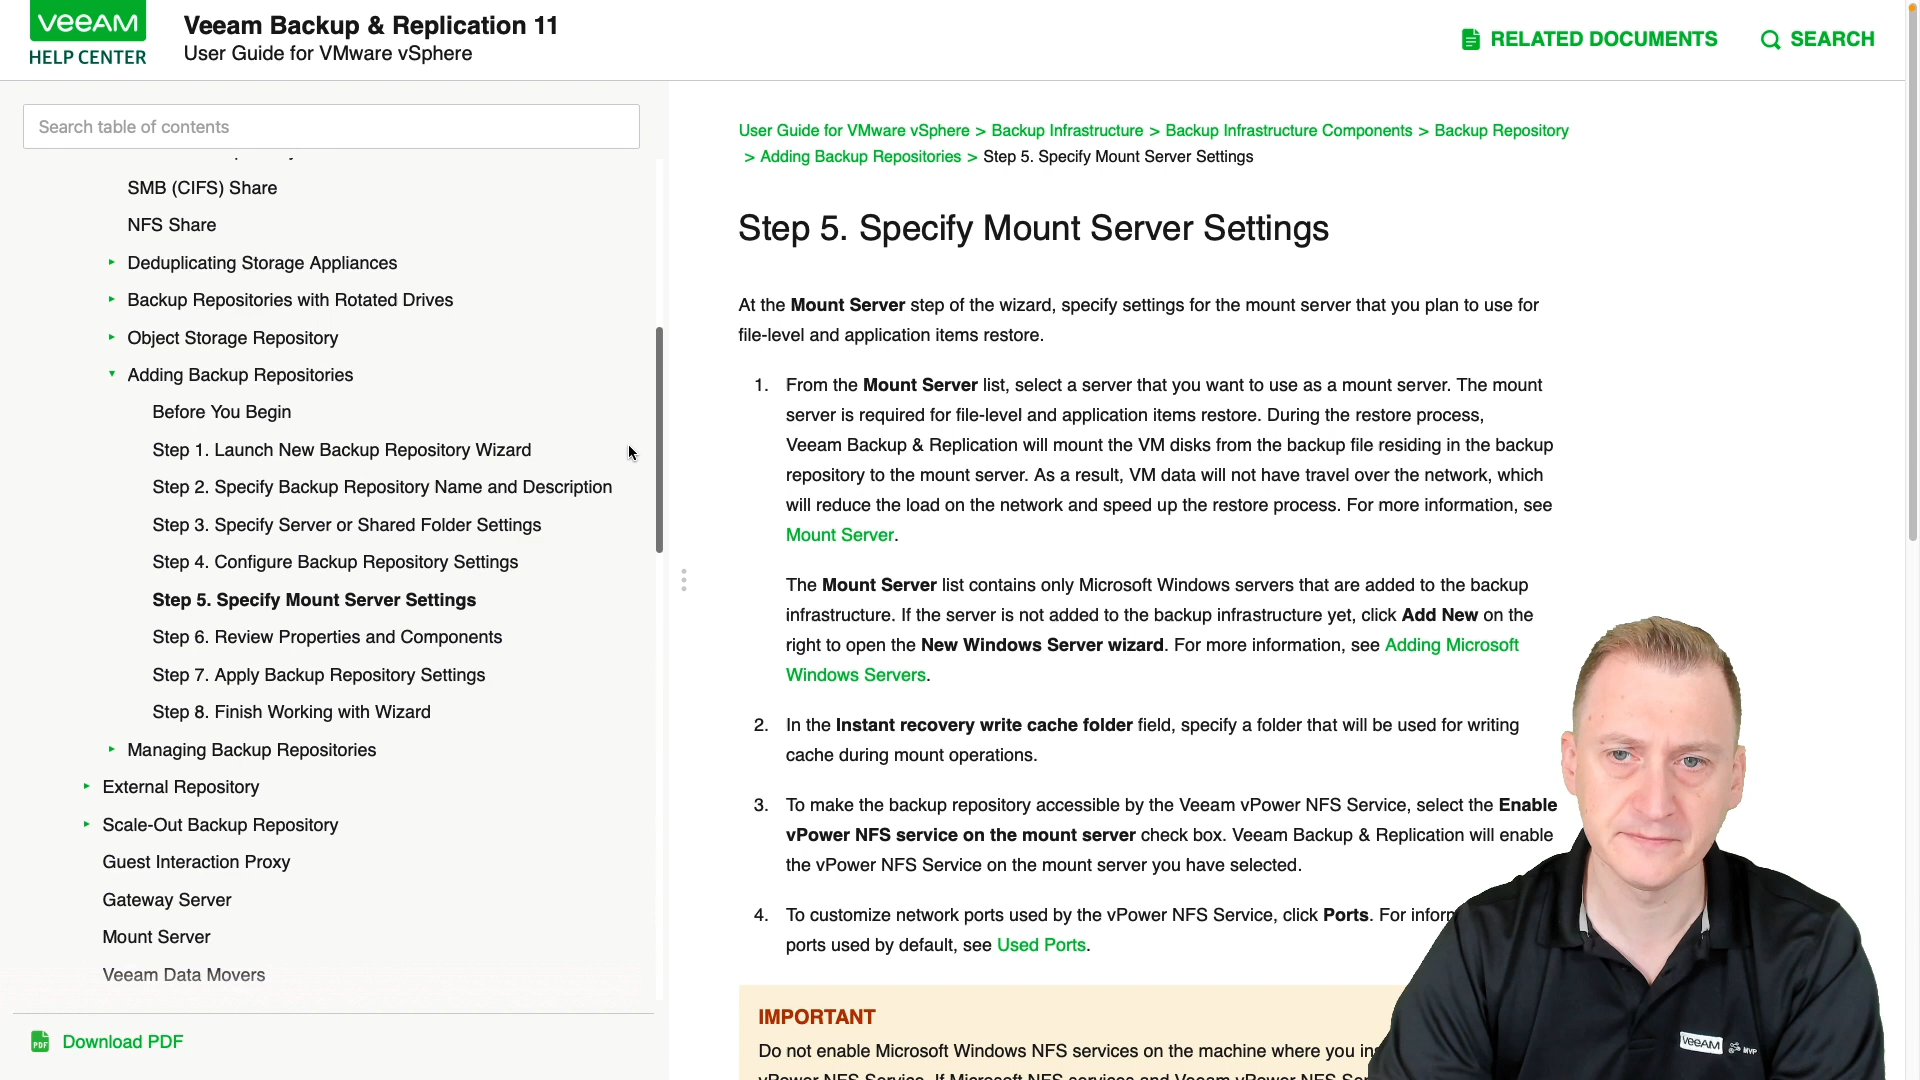 veeAM
HELP CENTER
Veeam Backup & Replication 11
User Guide for VMware vSphere
RELATED DOCUMENTS
SEARCH
Search table of contents
SMB (CIFS) Share
NFS Share
Deduplicating Storage Appliances
Backup Repositories with Rotated Drives
Object Storage Repository
Adding Backup Repositories
Before You Begin
Step 1. Launch New Backup Repository Wizard
Step 2. Specify Backup Repository Name and Description
Step 3. Specify Server or Shared Folder Settings
Step 4. Configure Backup Repository Settings
Step 5. Specify Mount Server Settings
Step 6. Review Properties and Components
Step 7. Apply Backup Repository Settings
Step 8. Finish Working with Wizard
Managing Backup Repositories
External Repository
Scale-Out Backup Repository
Guest Interaction Proxy
Gateway Server
Mount Server
Veeam Data Movers
PDF
Download PDF
User Guide for VMware vSphere > Backup Infrastructure > Backup Infrastructure Components > Backup Repository
> Adding Backup Repositories > Step 5. Specify Mount Server Settings
Step 5. Specify Mount Server Settings
At the Mount Server step of the wizard, specify settings for the mount server that you plan to use for
file-level and application items restore.
1. From the Mount Server list, select a server that you want to use as a mount server. The mount
server is required for file-level and application items restore. During the restore process,
Veeam Backup & Replication will mount the VM disks from the backup file residing in the backup
repository to the mount server. As a result, VM data will not have travel over the network, which
will reduce the load on the network and speed up the restore process. For more information, see
Mount Server.
The Mount Server list contains only Microsoft Windows servers that are added to the backup
infrastructure. If the server is not added to the backup infrastructure yet, click Add New on the
right to open the New Windows Server wizard. For more information, see Adding Microsoft
Windows Servers.
2. In the Instant recovery write cache folder field, specify a folder that will be used for writing
cache during mount operations.
3. To make the backup repository accessible by the Veeam vPower NFS Service, select the Enable
vPower NFS service on the mount server check box. Veeam Backup & Replication will enable
the vPower NFS Service on the mount server you have selected.
4. To customize network ports used by the vPower NFS Service, click Ports. For
ports used by default, see Used Ports.
IMPORTANT
Do not enable Microsoft Windows NFS services on the machine where you
vPower NFS Service. If Microsoft NFS services and Veeam vPower NFS
veeAM MVP